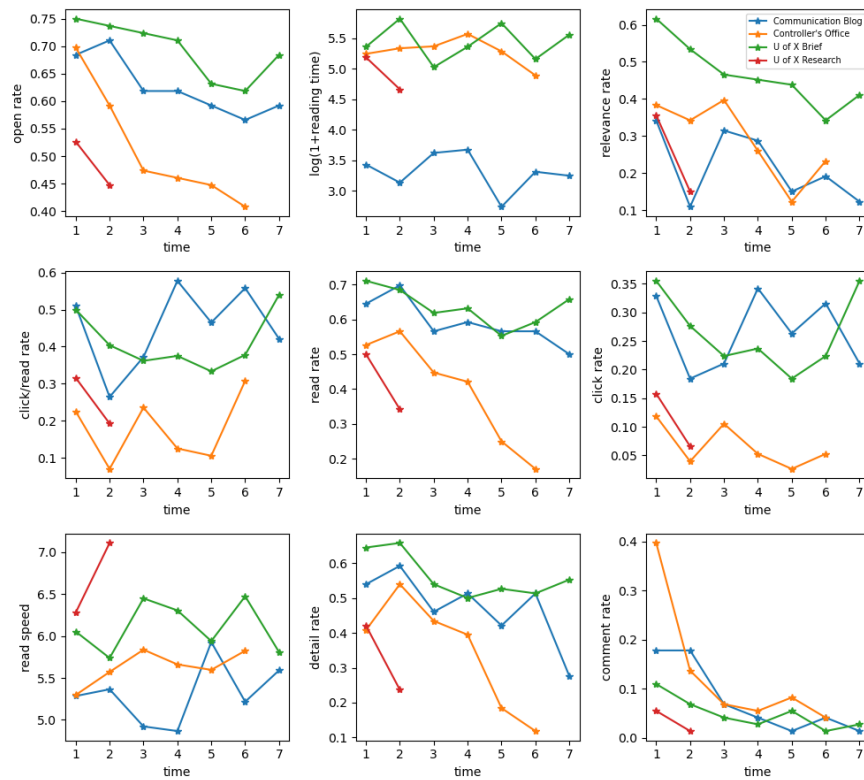 open rate
0.75
0.70
0.65
0.60
0.55
0.50
0.45
0.40
1 2 3 4 5 6 7
time
log(1+reading time)
5.5
5.0
4.5
4.0
3.5
3.0
1 2 3 4 5 6 7
time
relevance rate
0.6
0.5
0.4
0.3
0.2
0.1
1 2 3 4 5 6 7
time
Communication Blog
Controller's Office
U of X Brief
U of X Research
click/read rate
0.6
0.5
0.4
0.3
0.2
0.1
1 2 3 4 5 6 7
time
read rate
0.7
0.6
0.5
0.4
0.3
0.2
1 2 3 4 5 6 7
time
click rate
0.35
0.30
0.25
0.20
0.15
0.10
0.05
1 2 3 4 5 6 7
time
read speed
7.0
6.5
6.0
5.5
5.0
1 2 3 4 5 6 7
time
detail rate
0.6
0.5
0.4
0.3
0.2
0.1
1 2 3 4 5 6 7
time
comment rate
0.4
0.3
0.2
0.1
0.0
1 2 3 4 5 6 7
time